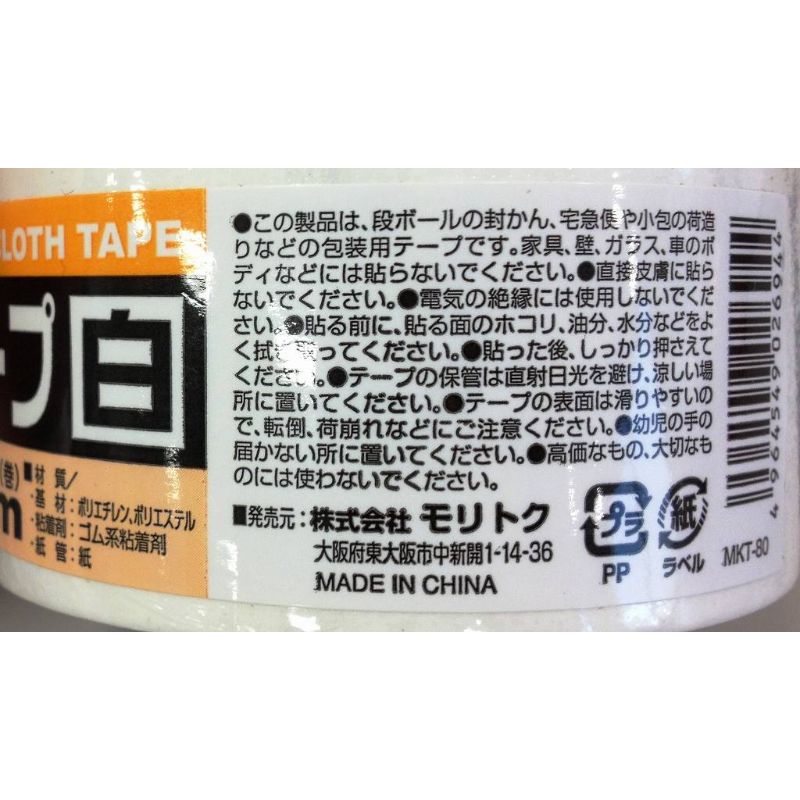 CLOTH TAPE
ープ 白
(巻)
m
■材 質/
・基 材:ポリエチレン、ポリエステル
・粘着剤:ゴム系粘着剤
・紙 管:紙
●この製品は、段ボールの封かん、宅急便や小包の荷造
りなどの包装用テープです。家具、壁、ガラス、車のボ
ディなどには貼らないでください。●直接皮膚に貼ら
ないでください。●電気の絶縁には使用しないでくだ
さい。●貼る前に、貼る面のホコリ、油分、水分などをよ
く拭き取ってください。●貼った後、しっかり押さえて
ください。●テープの保管は直射日光を避け、涼しい場
所に置いてください。●テープの表面は滑りやすいの
で、転倒、荷崩れなどにご注意ください。●幼児の手の
届かない所に置いてください。●高価なもの、大切なも
のには使わないでください。
■発売元:株式会社 モリトク
大阪府東大阪市中新開1-14-36
MADE IN CHINA
プラ
PP
紙
ラベル
MKT-80